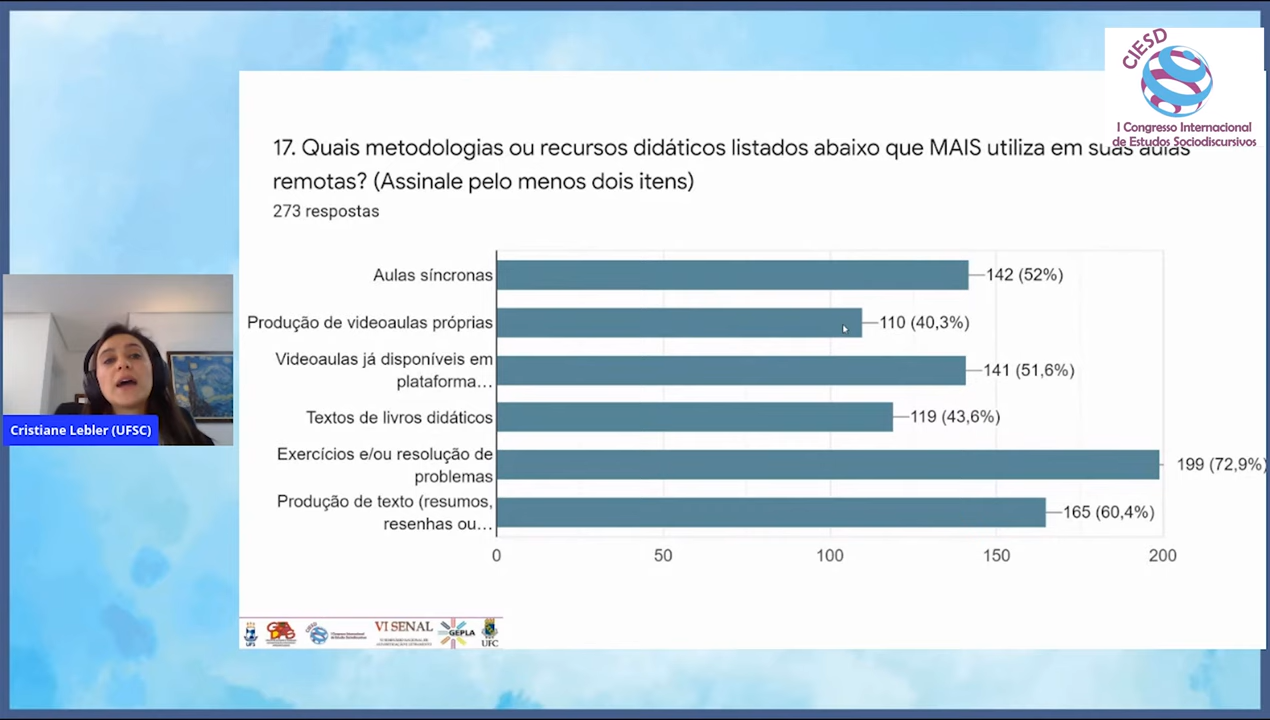 CIESD
I Congresso Internacional
de Estudos Sociodiscursivos
17. Quais metodologias ou recursos didáticos listados abaixo que MAIS utiliza em suas aulas
remotas? (Assinale pelo menos dois itens)
273 respostas
Aulas síncronas
142 (52%)
Produção de videoaulas próprias
110 (40,3%)
Videoaulas já disponíveis em
plataforma…
141 (51,6%)
Textos de livros didáticos
119 (43,6%)
Exercícios e/ou resolução de
problemas
199 (72,9%)
Produção de texto (resumos,
resenhas ou…
165 (60,4%)
0 50 100 150 200
Cristiane Lebler (UFSC)
UFS
CIESD
VI SENAL
GEPLA
UFC